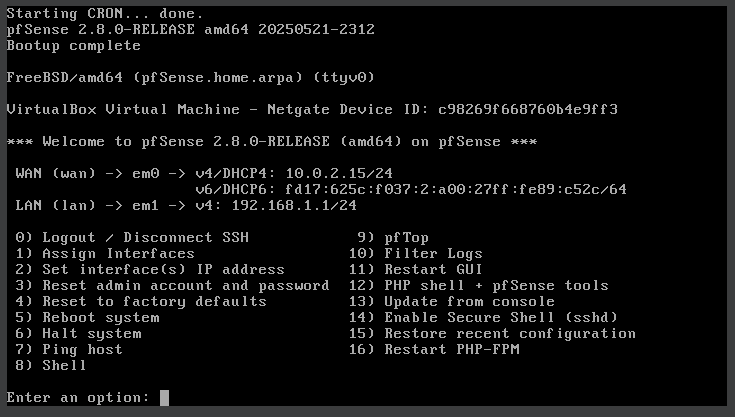 Starting CRON... done.
pfSense 2.8.0-RELEASE amd64 20250521-2312
Bootup complete
FreeBSD/amd64 (pfSense.home.arpa) (ttyv0)
VirtualBox Virtual Machine - Netgate Device ID: c98269f668760b4e9ff3
*** Welcome to pfSense 2.8.0-RELEASE (amd64) on pfSense ***
WAN (wan) -> em0 -> v4/DHCP4: 10.0.2.15/24
v6/DHCP6: fd17:625c:f037:2:a00:27ff:fe89:c52c/64
LAN (lan) -> em1 -> v4: 192.168.1.1/24
0) Logout / Disconnect SSH 9) pfTop
1) Assign Interfaces 10) Filter Logs
2) Set interface(s) IP address 11) Restart GUI
3) Reset admin account and password 12) PHP shell + pfSense tools
4) Reset to factory defaults 13) Update from console
5) Reboot system 14) Enable Secure Shell (sshd)
6) Halt system 15) Restore recent configuration
7) Ping host 16) Restart PHP-FPM
8) Shell
Enter an option: